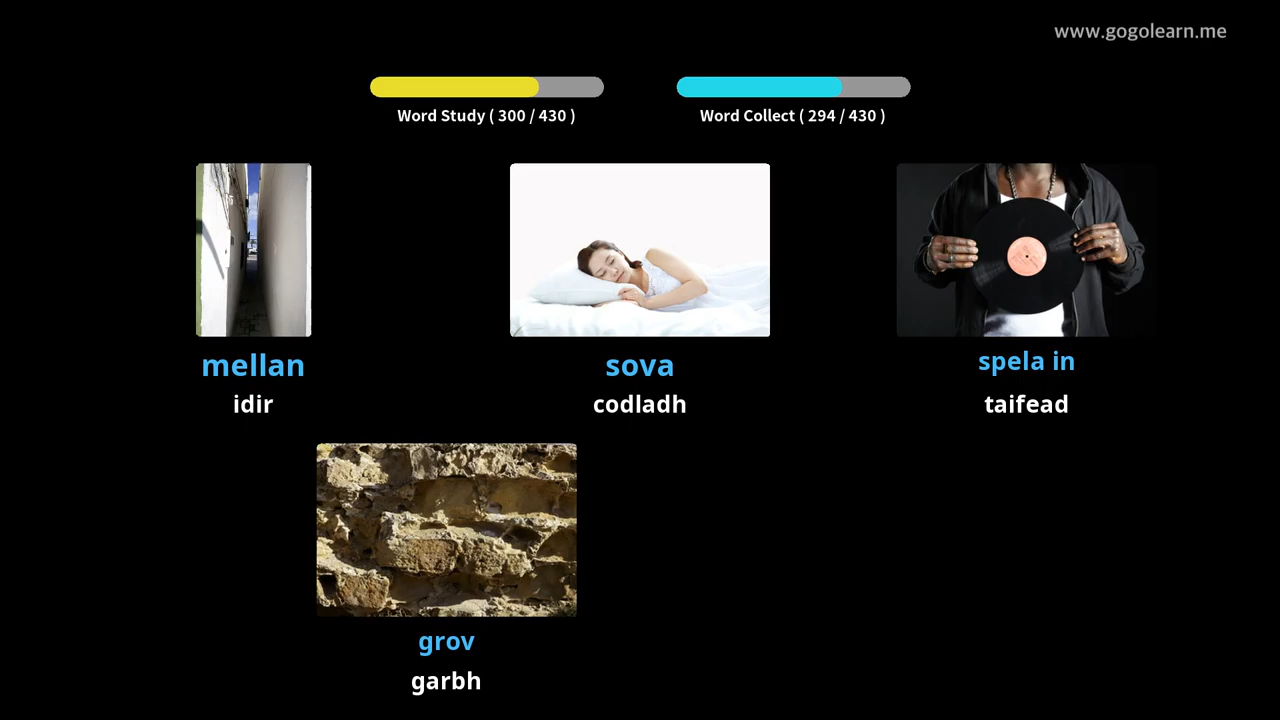 www.gogolearn.me
Word Study ( 300 / 430 )
Word Collect ( 294 / 430 )
mellan
idir
sova
codladh
spela in
taifead
grov
garbh